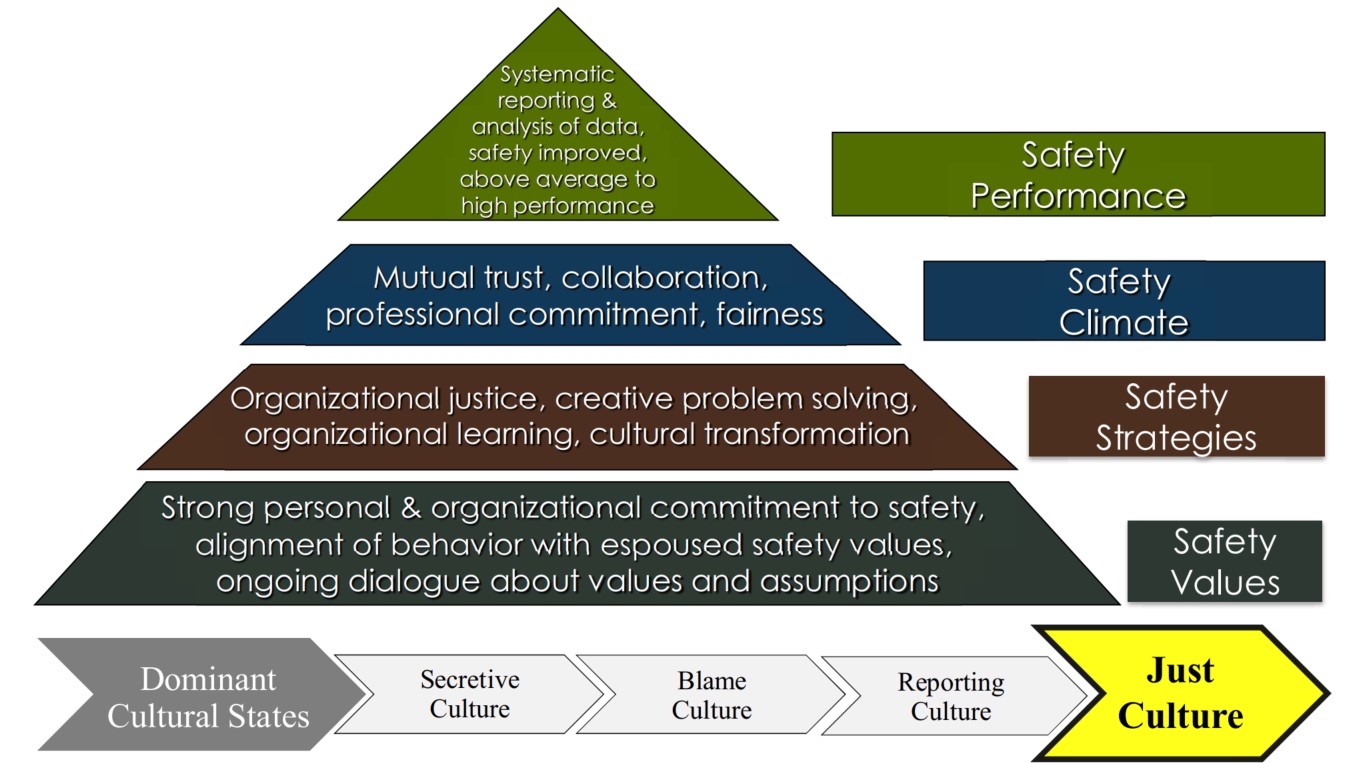 Systematic
reporting &
analysis of data,
safety improved,
above average to
high performance
Safety
Performance
Mutual trust, collaboration,
professional commitment, fairness
Safety
Climate
Organizational justice, creative problem solving,
organizational learning, cultural transformation
Safety
Strategies
Strong personal & organizational commitment to safety,
alignment of behavior with espoused safety values,
ongoing dialogue about values and assumptions
Safety
Values
Dominant
Cultural States
Secretive
Culture
Blame
Culture
Reporting
Culture
Just
Culture